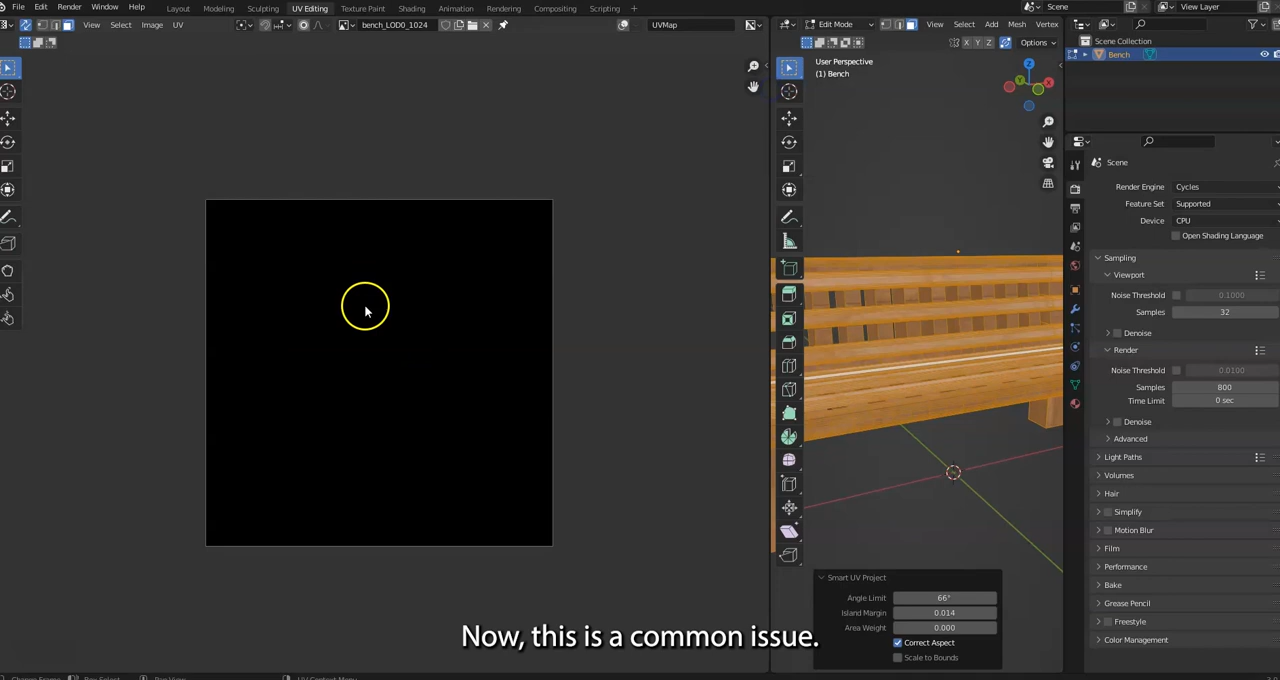 File Edit Render Window Help Layout Modeling Sculpting UV Editing Texture Paint Shading Animation Rendering Compositing Scripting + Scene View Layer
View Select Image UV bench_LOD0_1024 UVMap Edit Mode View Select Add Mesh Vertex
X Y Z Options
Scene Collection
Bench
User Perspective
(1) Bench
Z
Y
X
Scene
Render Engine Cycles
Feature Set Supported
Device CPU
Open Shading Language
Sampling
Viewport
Noise Threshold 0.1000
Samples 32
Denoise
Render
Noise Threshold 0.0100
Samples 800
Time Limit 0 sec
Denoise
Advanced
Light Paths
Volumes
Hair
Simplify
Motion Blur
Film
Performance
Bake
Grease Pencil
Freestyle
Color Management
Smart UV Project
Angle Limit 66°
Island Margin 0.014
Area Weight 0.000
Correct Aspect
Scale to Bounds
Now, this is a common issue.